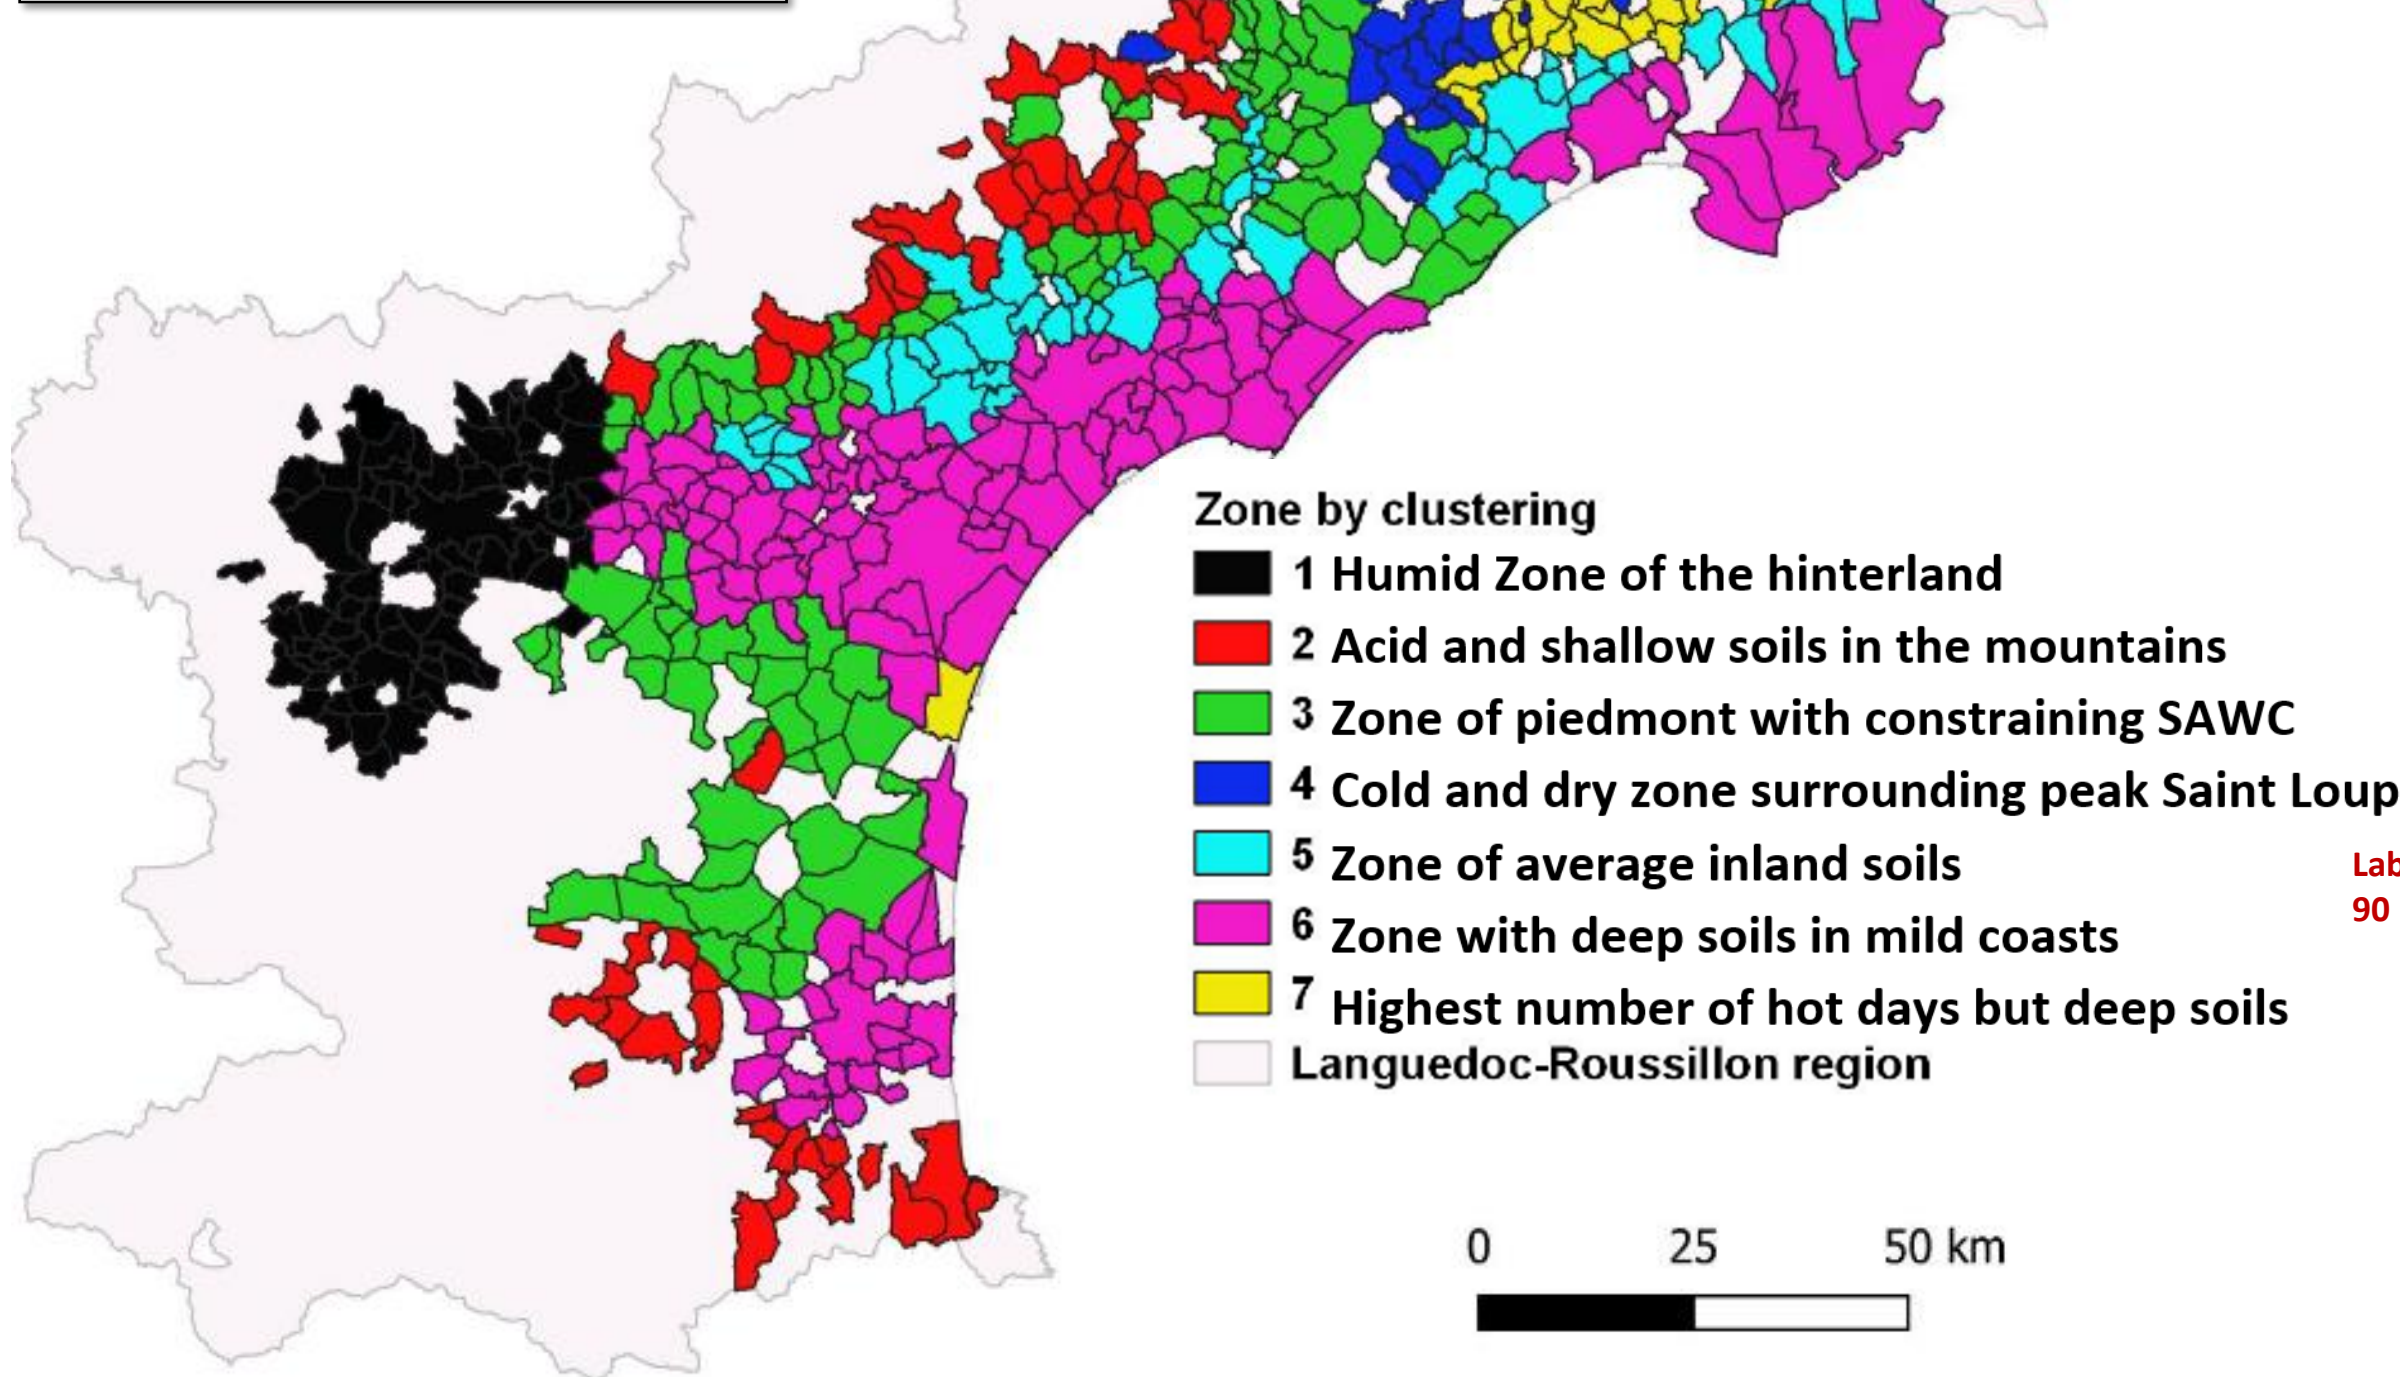 Zone by clustering
1 Humid Zone of the hinterland
2 Acid and shallow soils in the mountains
3 Zone of piedmont with constraining SAWC
4 Cold and dry zone surrounding peak Saint Loup
5 Zone of average inland soils
Lab
6 Zone with deep soils in mild coasts
90
7 Highest number of hot days but deep soils
Languedoc-Roussillon region
0 25 50 km